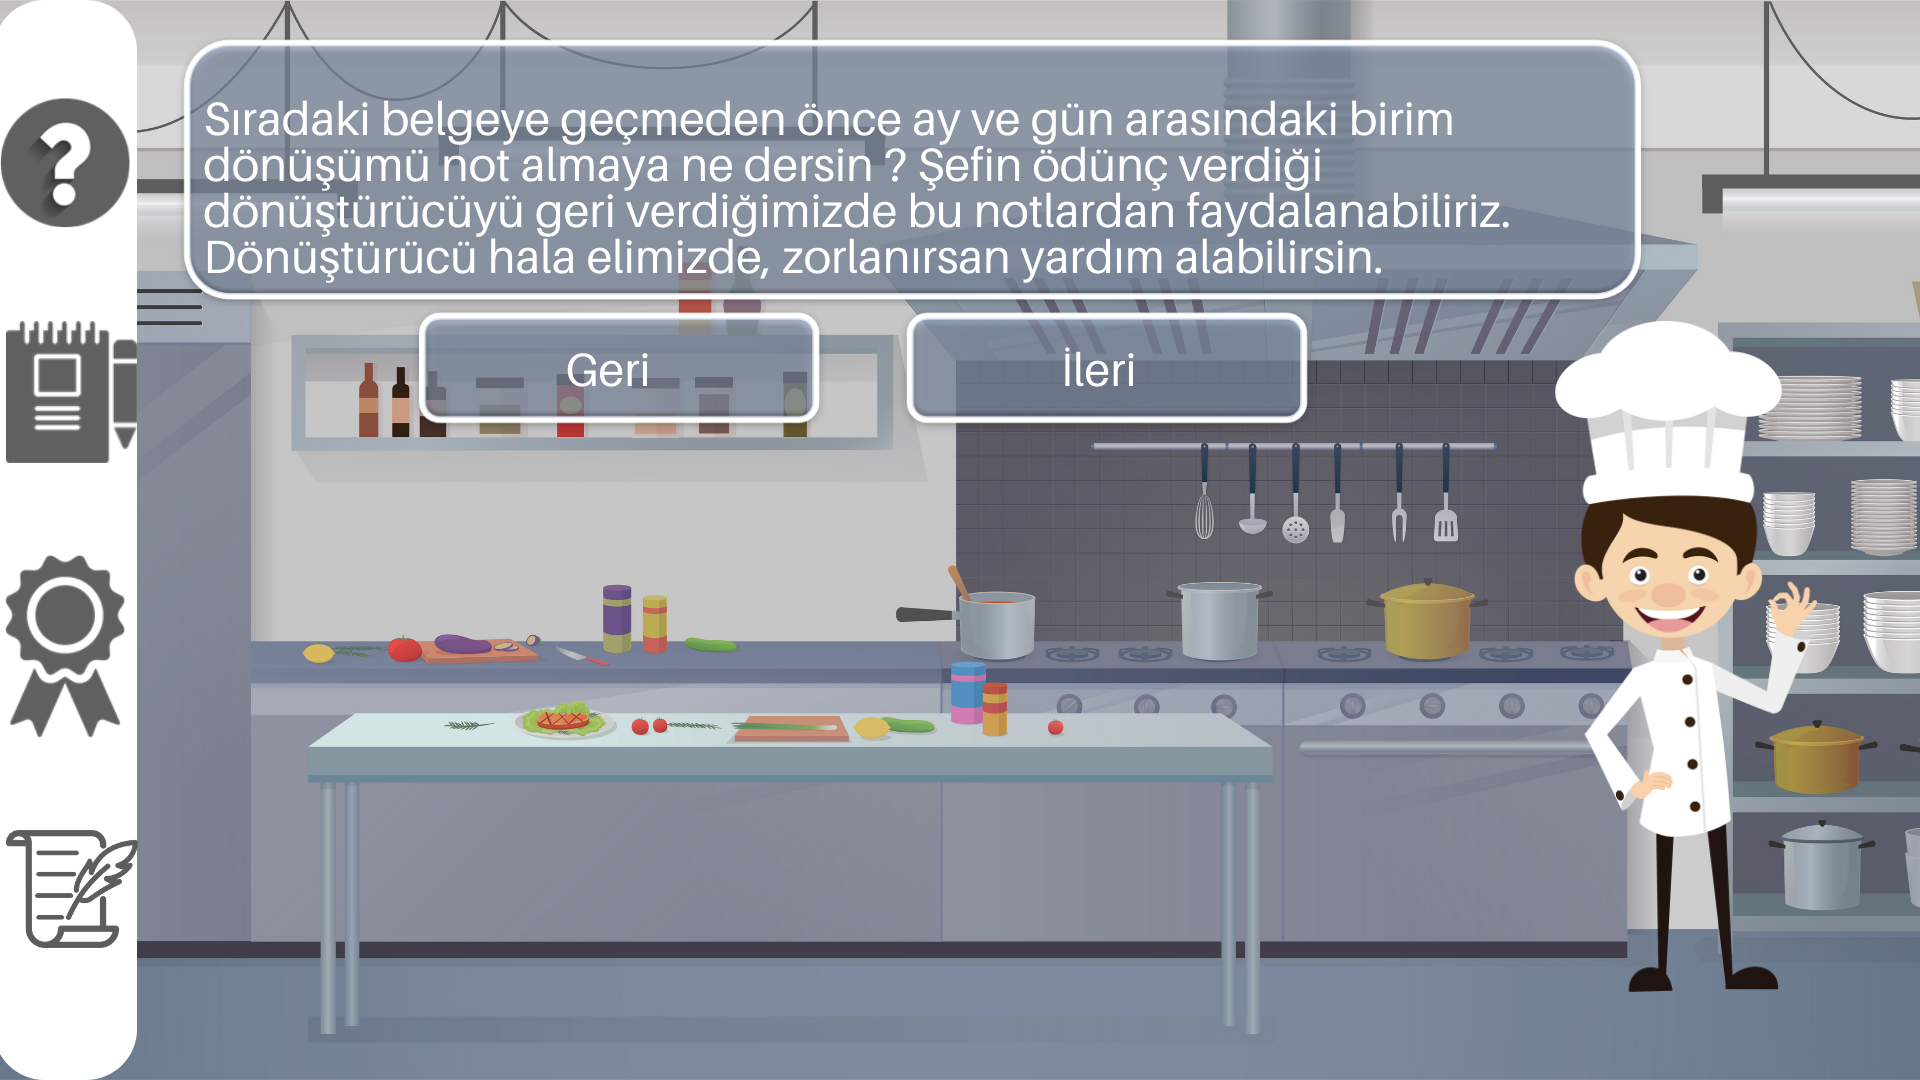 Sıradaki belgeye geçmeden önce ay ve gün arasındaki birim
dönüşümü not almaya ne dersin ? Şefin ödünç verdiği
dönüştürücüyü geri verdiğimizde bu notlardan faydalanabiliriz.
Dönüştürücü hala elimizde, zorlanırsan yardım alabilirsin.
Geri
İleri